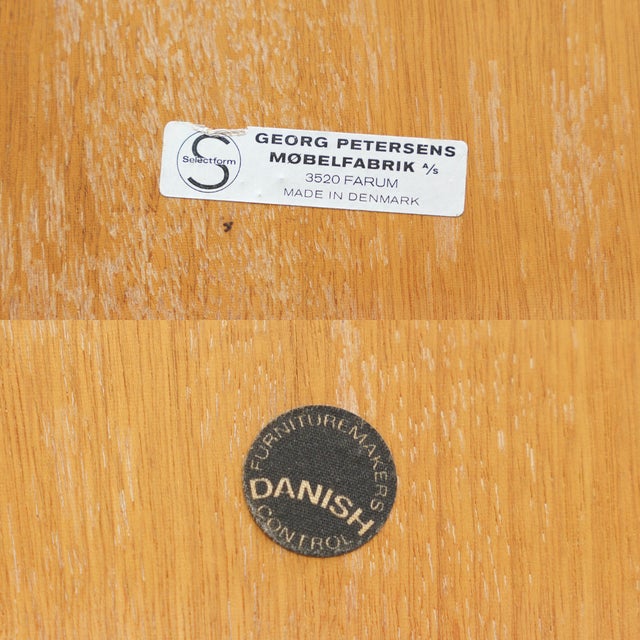 S
Selectform
GEORG PETERSENS
MØBELFABRIK A/S
3520 FARUM
MADE IN DENMARK
FURNITUREMAKERS
DANISH
CONTROL